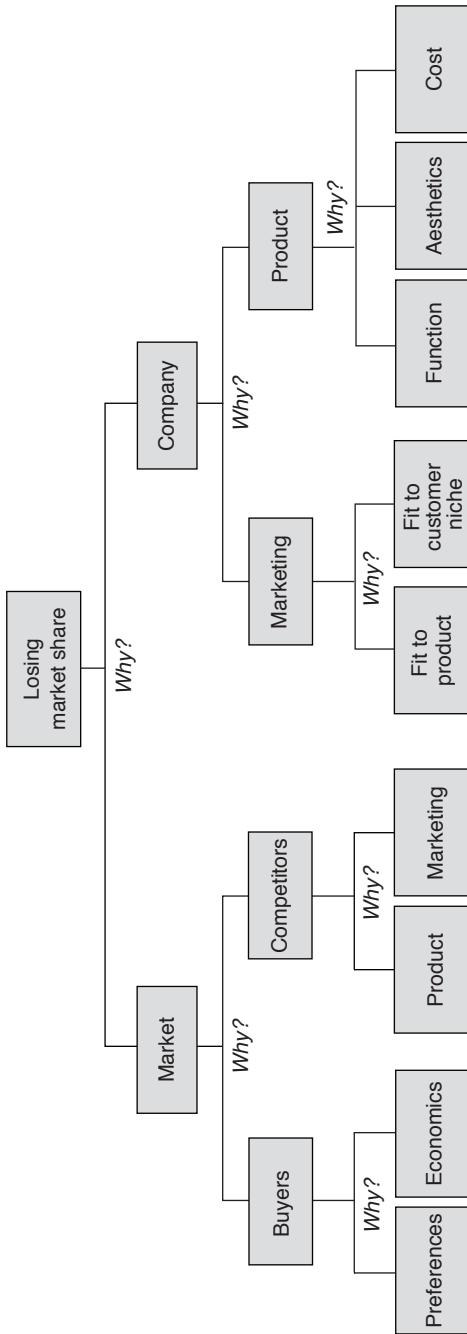 Losing
market share
Why?
Market
Company
Why?
Why?
Buyers
Competitors
Marketing
Product
Why?
Why?
Why?
Why?
Preferences
Economics
Product
Marketing
Fit to
product
Fit to
customer
niche
Function
Aesthetics
Cost